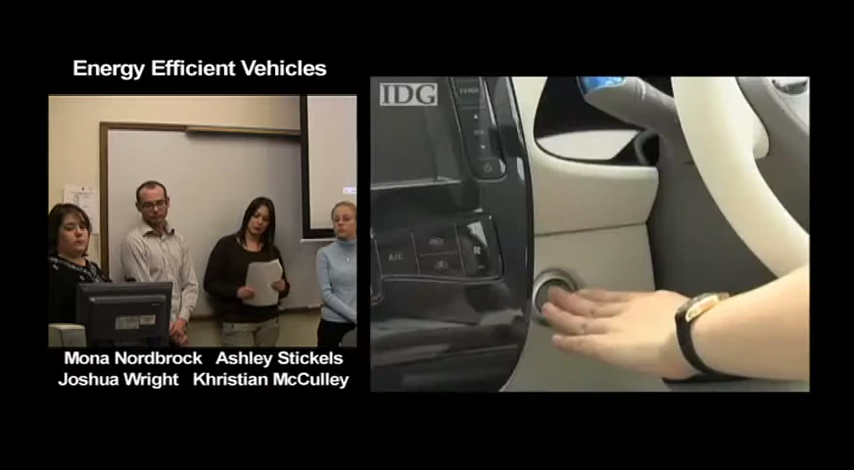 Energy Efficient Vehicles
IDG
A/C
Mona Nordbrock Ashley Stickels
Joshua Wright Khristian McCulley